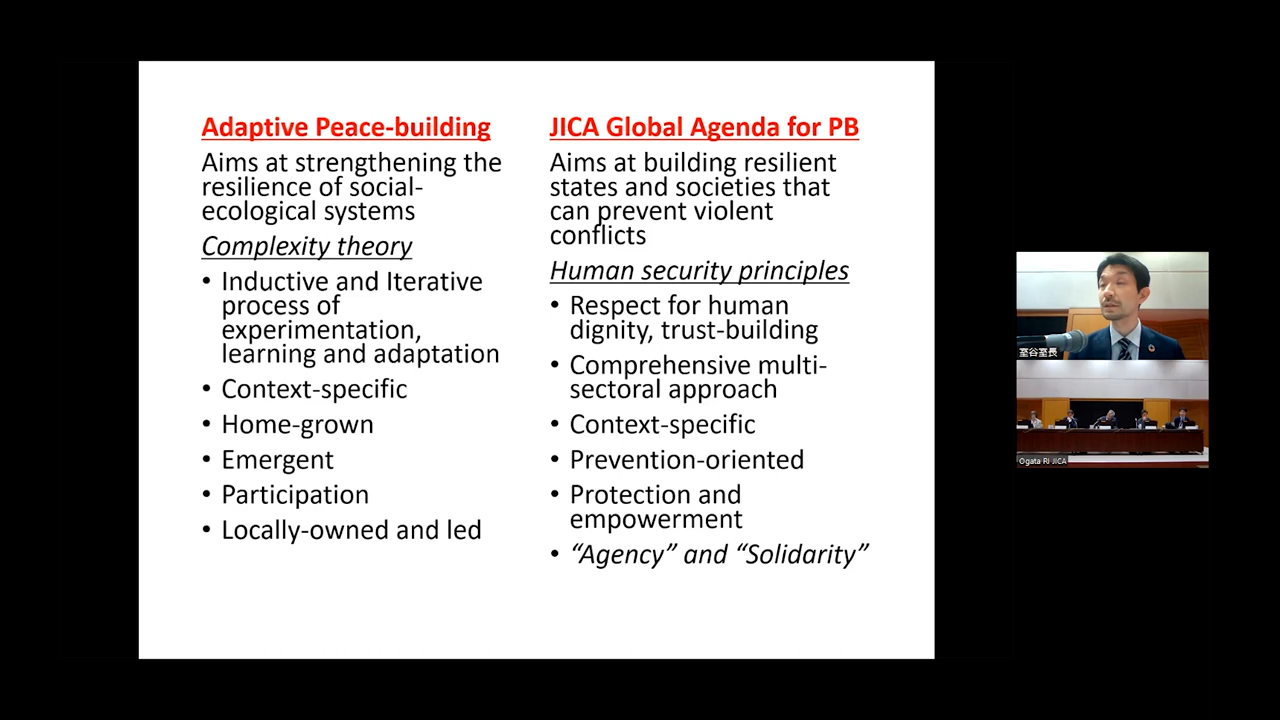 Adaptive Peace-building
Aims at strengthening the
resilience of social-
ecological systems
Complexity theory
• Inductive and Iterative
process of
experimentation,
learning and adaptation
• Context-specific
• Home-grown
• Emergent
• Participation
• Locally-owned and led
JICA Global Agenda for PB
Aims at building resilient
states and societies that
can prevent violent
conflicts
Human security principles
• Respect for human
dignity, trust-building
• Comprehensive multi-
sectoral approach
• Context-specific
• Prevention-oriented
• Protection and
empowerment
• “Agency” and “Solidarity”
室谷室長
Ogata RI JICA